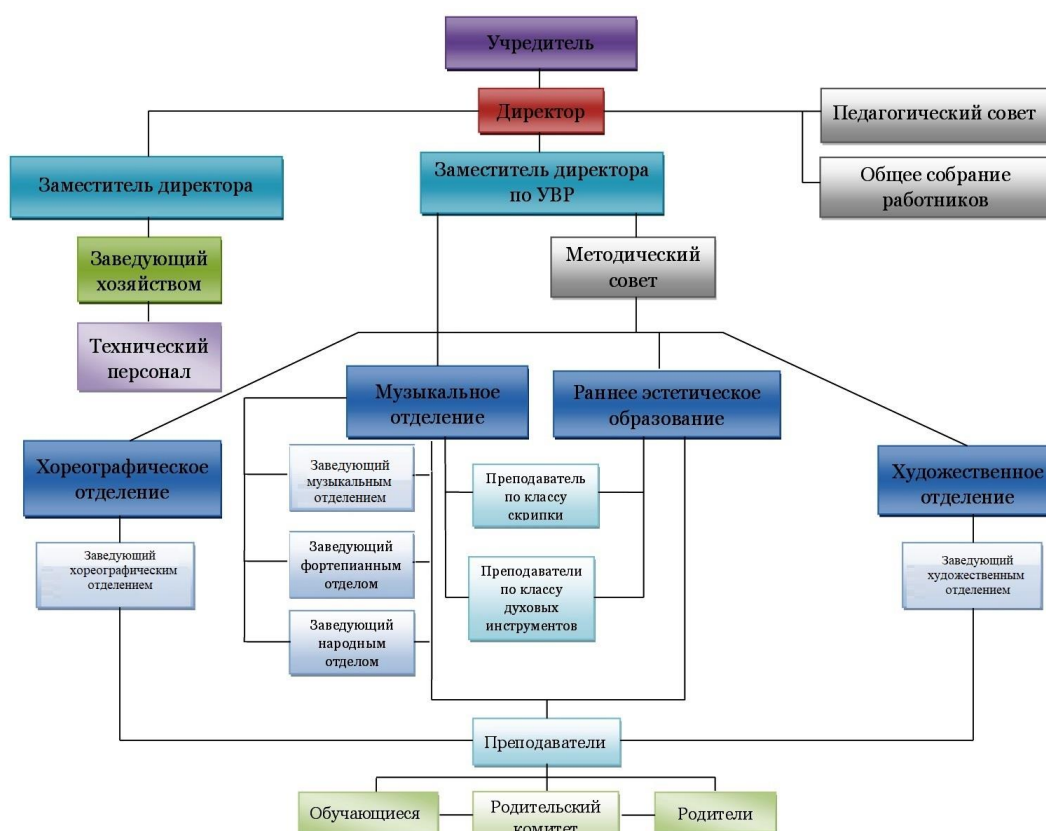 Учредитель
Директор
Педагогический совет
Общее собрание
работников
Заместитель директора
Заместитель директора
по УВР
Заведующий
хозяйством
Методический
совет
Технический
персонал
Музыкальное
отделение
Раннее эстетическое
образование
Хореографическое
отделение
Художественное
отделение
Заведующий
музыкальным
отделением
Преподаватель
по классу
скрипки
Заведующий
хореографическим
отделением
Заведующий
фортепианным
отделом
Преподаватели
по классу
духовых
инструментов
Заведующий
художественным
отделением
Заведующий
народным
отделом
Преподаватели
Обучающиеся
Родительский
комитет
Родители